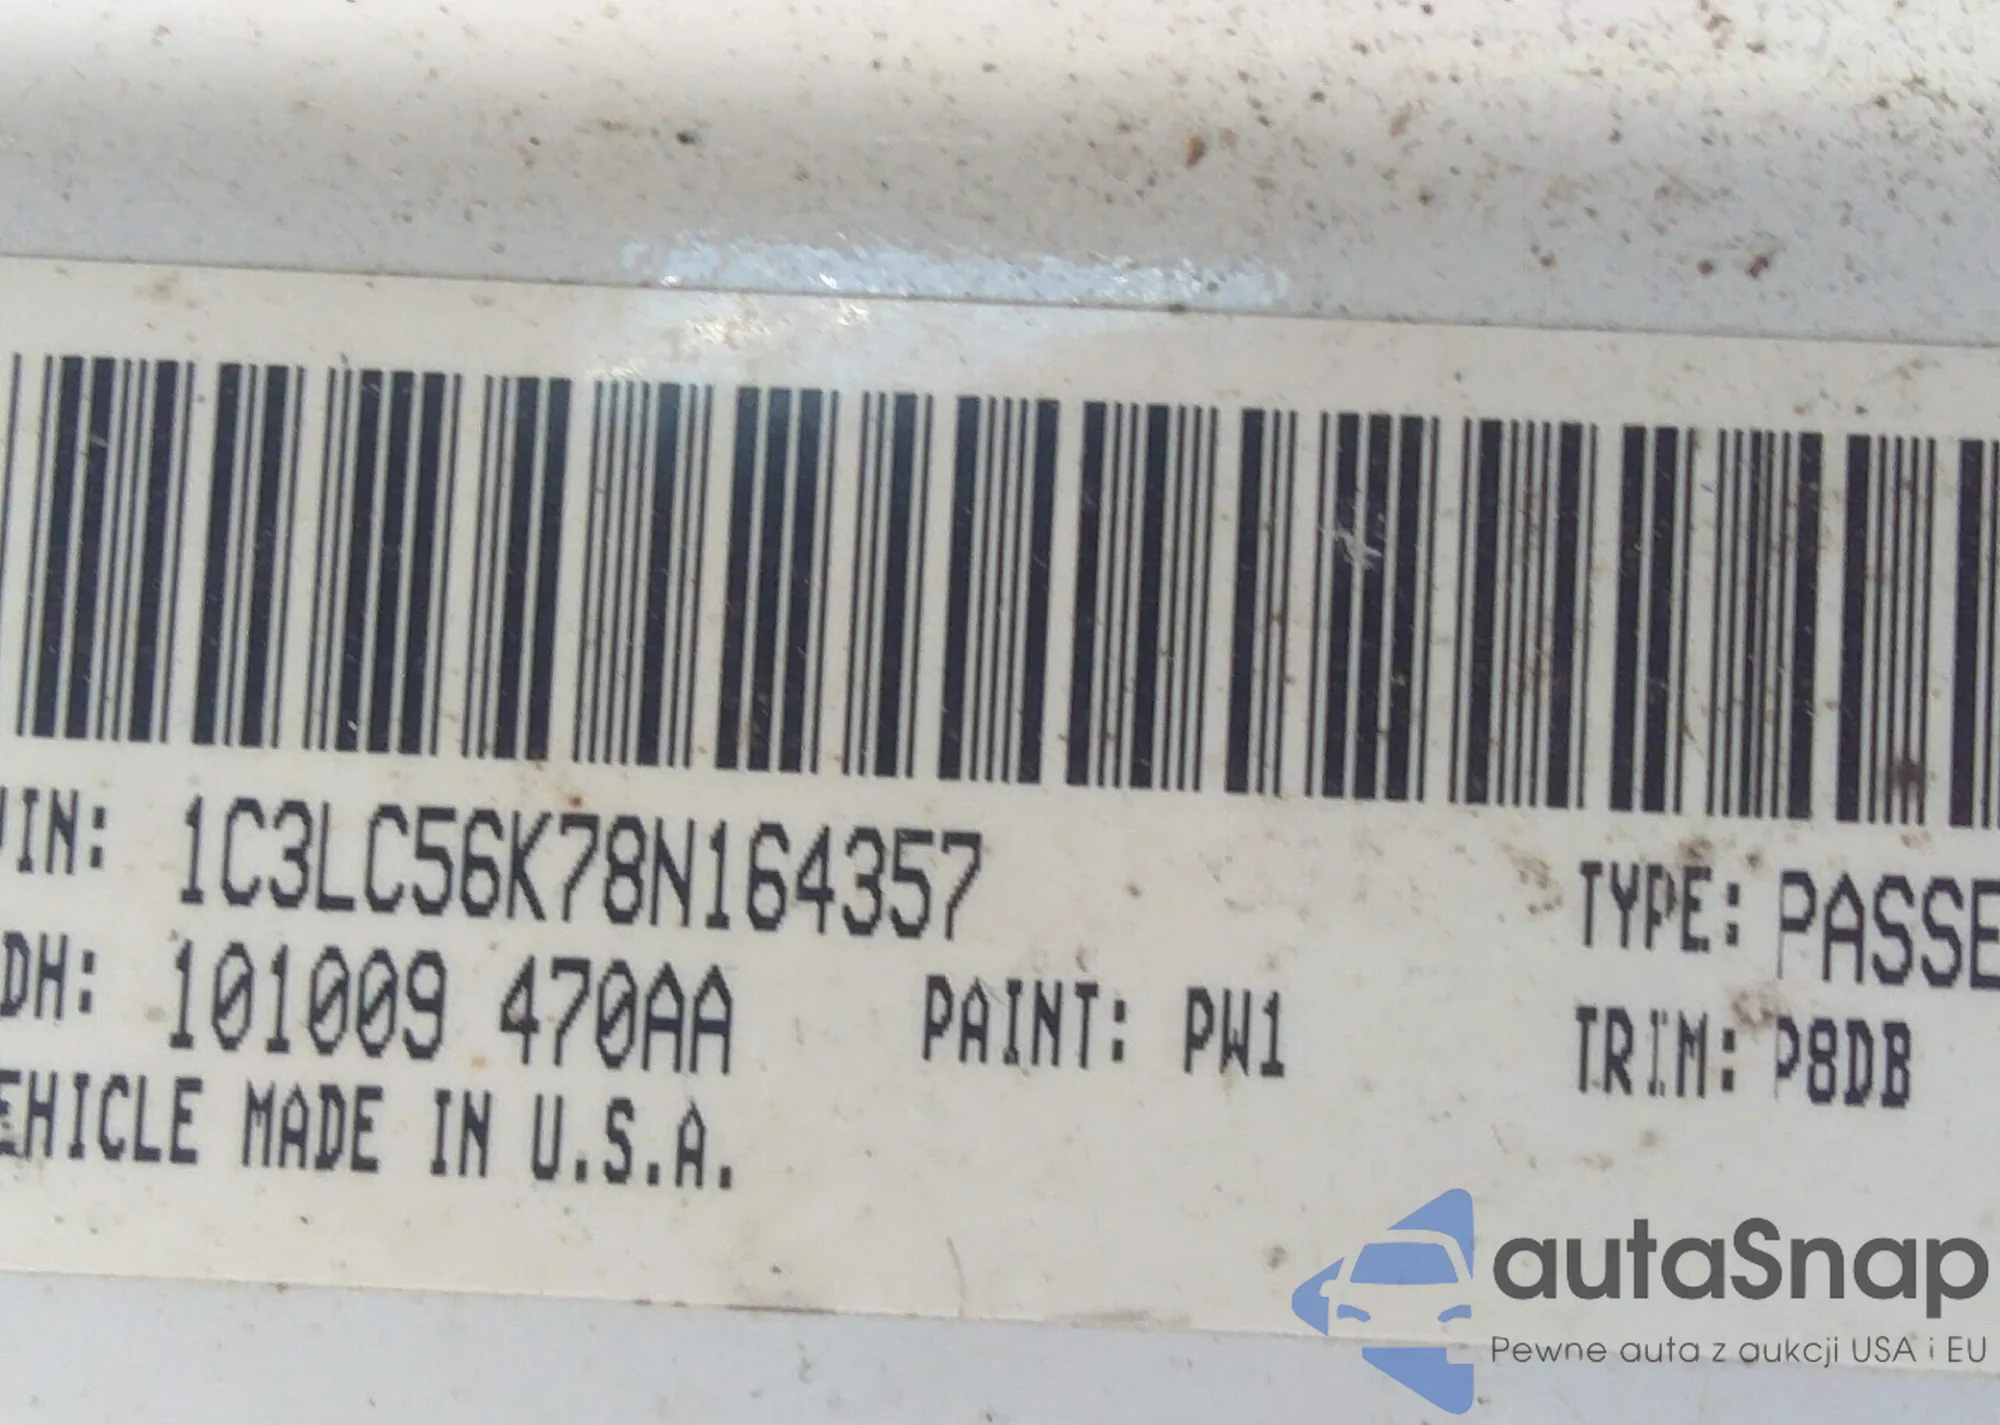 VIN: 1C3LC56K78N164357 TYPE: PASSE
DH: 101009 470AA PAINT: PW1 TRIM: P8DB
EHICLE MADE IN U.S.A.
autaSnap
Pewne auta z aukcji USA i EU